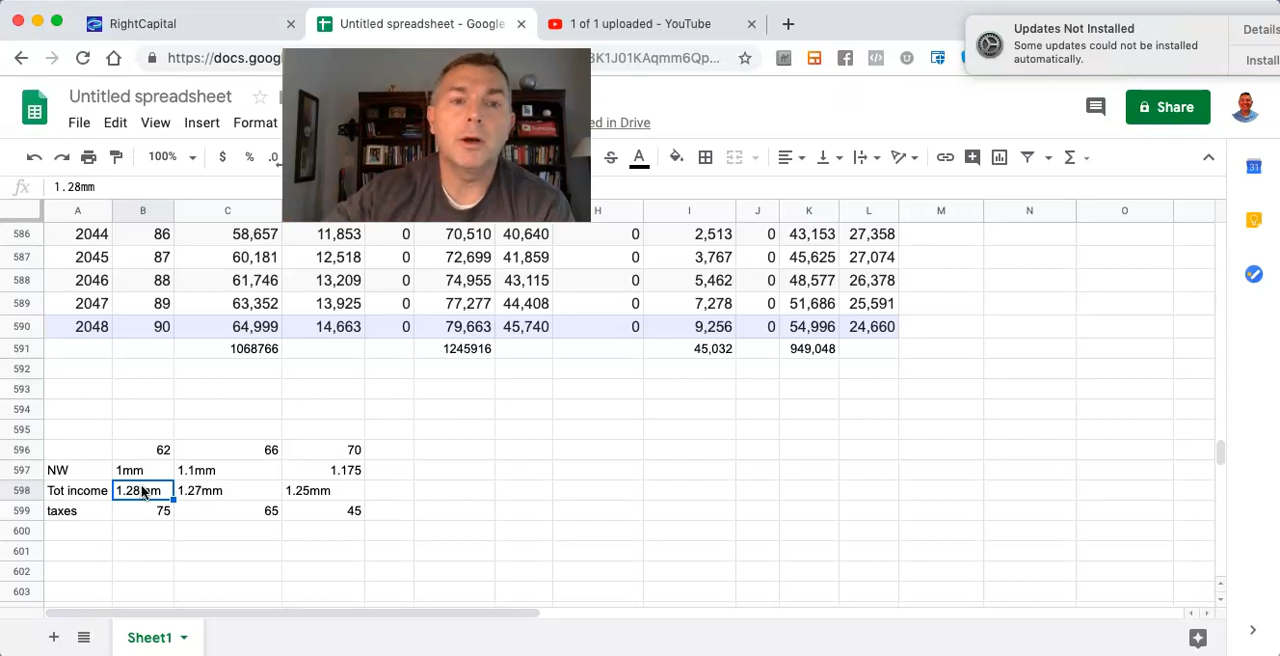 RightCapital
Untitled spreadsheet - Google
1 of 1 uploaded - YouTube
Updates Not Installed
Some updates could not be installed
automatically.
Details
Install
https://docs.goog
3K1J01KAqmm6Qp...
Untitled spreadsheet
File Edit View Insert Format
ed in Drive
Share
100% $ % .0
fx 1.28mm
A B C H I J K L M N O
586 2044 86 58,657 11,853 0 70,510 40,640 0 2,513 0 43,153 27,358
587 2045 87 60,181 12,518 0 72,699 41,859 0 3,767 0 45,625 27,074
588 2046 88 61,746 13,209 0 74,955 43,115 0 5,462 0 48,577 26,378
589 2047 89 63,352 13,925 0 77,277 44,408 0 7,278 0 51,686 25,591
590 2048 90 64,999 14,663 0 79,663 45,740 0 9,256 0 54,996 24,660
591 1068766 1245916 45,032 949,048
592
593
594
595
596 62 66 70
597 NW 1mm 1.1mm 1.175
598 Tot income 1.28mm 1.27mm 1.25mm
599 taxes 75 65 45
600
601
602
603
Sheet1
31